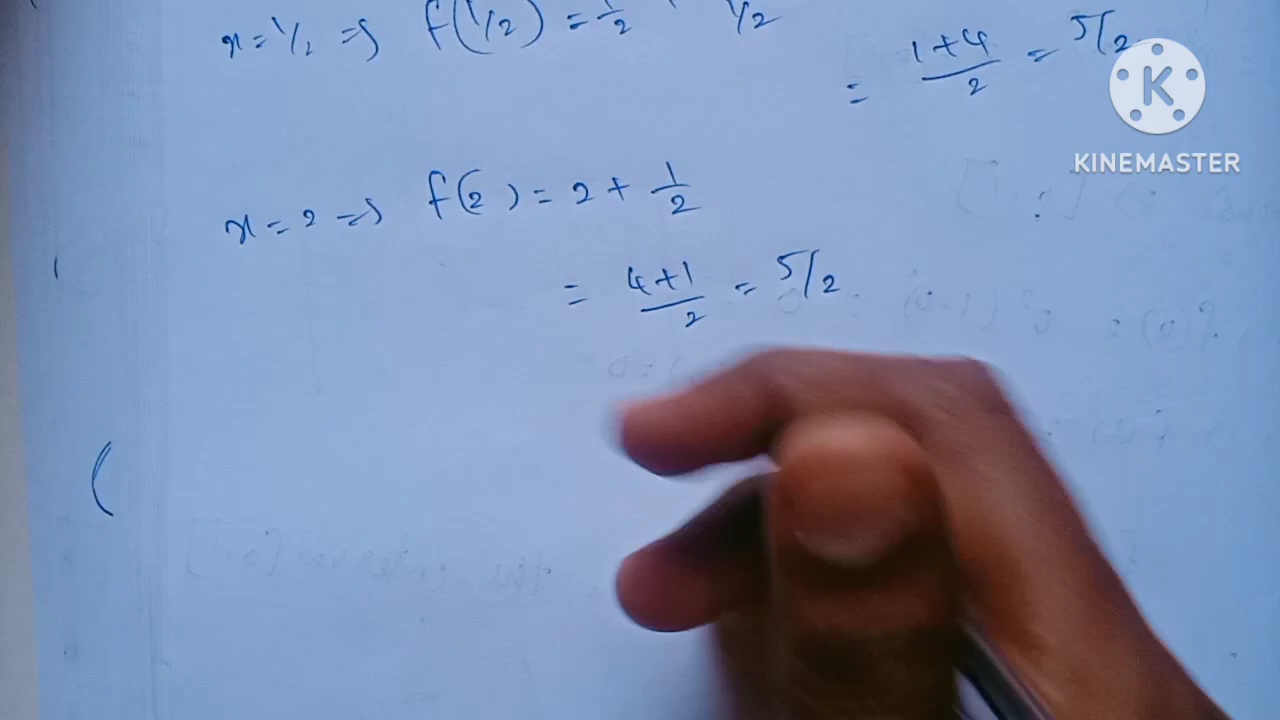 x = 1/2 => f(1/2) = 1/2 + 1/2
= (1+4)/2 = 5/2
K
KINEMASTER
x = 2 => f(2) = 2 + 1/2
= (4+1)/2 = 5/2
(